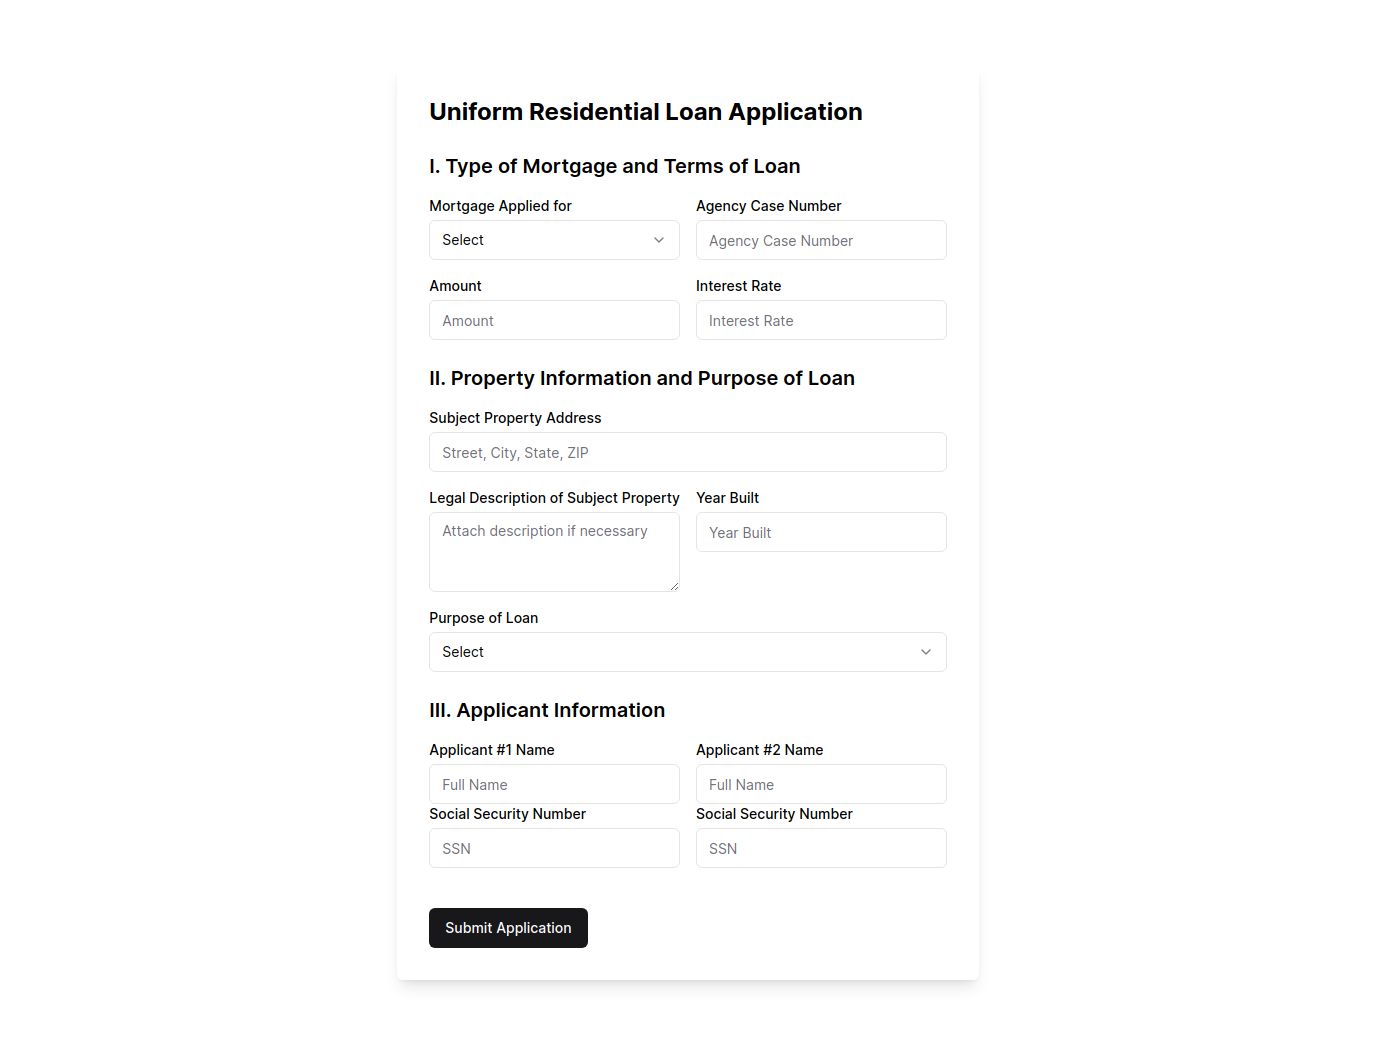 Uniform Residential Loan Application
I. Type of Mortgage and Terms of Loan
Mortgage Applied for
Select
Agency Case Number
Agency Case Number
Amount
Amount
Interest Rate
Interest Rate
II. Property Information and Purpose of Loan
Subject Property Address
Street, City, State, ZIP
Legal Description of Subject Property
Attach description if necessary
Year Built
Year Built
Purpose of Loan
Select
III. Applicant Information
Applicant #1 Name
Full Name
Social Security Number
SSN
Applicant #2 Name
Full Name
Social Security Number
SSN
Submit Application